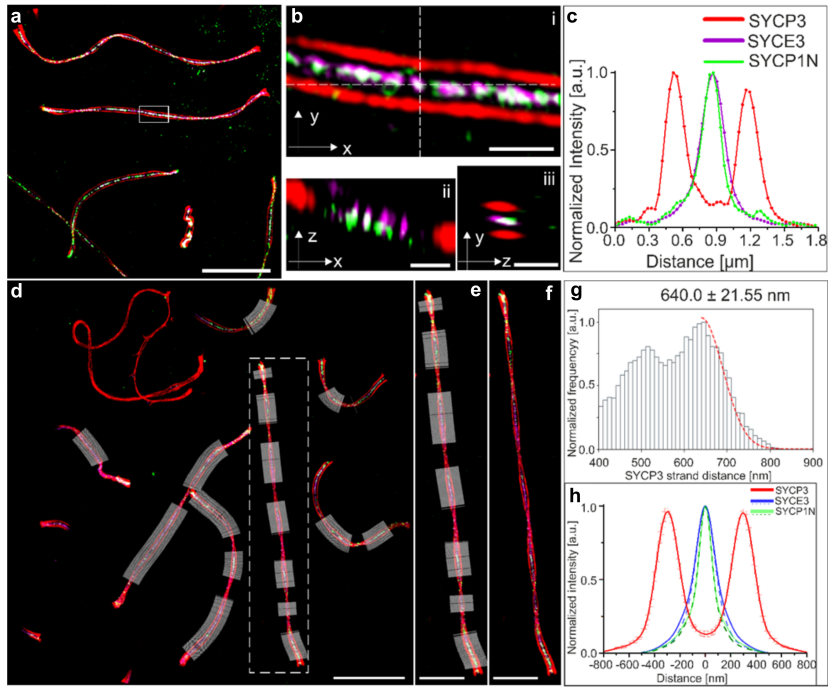 a
b
i
y
x
ii
z
x
iii
y
z
c
SYCP3
SYCE3
SYCP1N
Normalized Intensity [a.u.]
1.0
0.5
0.0
0.0 0.3 0.6 0.9 1.2 1.5 1.8
Distance [µm]
d
e
f
g
640.0 ± 21.55 nm
Normalized frequencyy [a.u.]
1.0
0.5
0.0
400 500 600 700 800 900
SYCP3 strand distance [nm]
h
SYCP3
SYCE3
SYCP1N
Normalized intensity [a.u.]
1.0
0.5
0.0
-800 -600 -400 -200 0 200 400 600 800
Distance [nm]